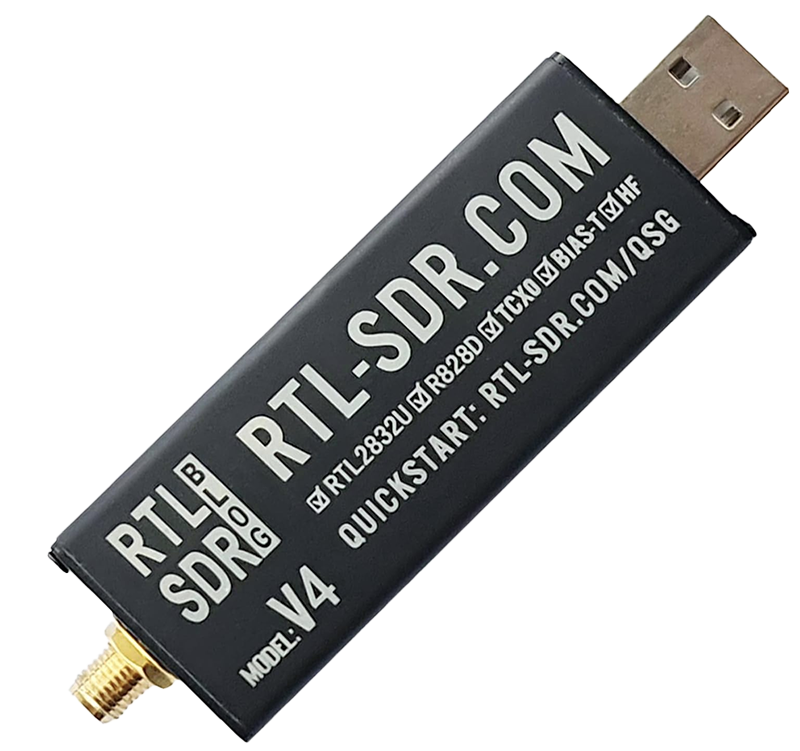 RTL-SDR.COM
☑ RTL2832U ☑ R828D ☑ TCXO ☑ BIAS-T ☑ HF
QUICKSTART: RTL-SDR.COM/QSG
RTL
SDR
BLOG
MODEL: V4